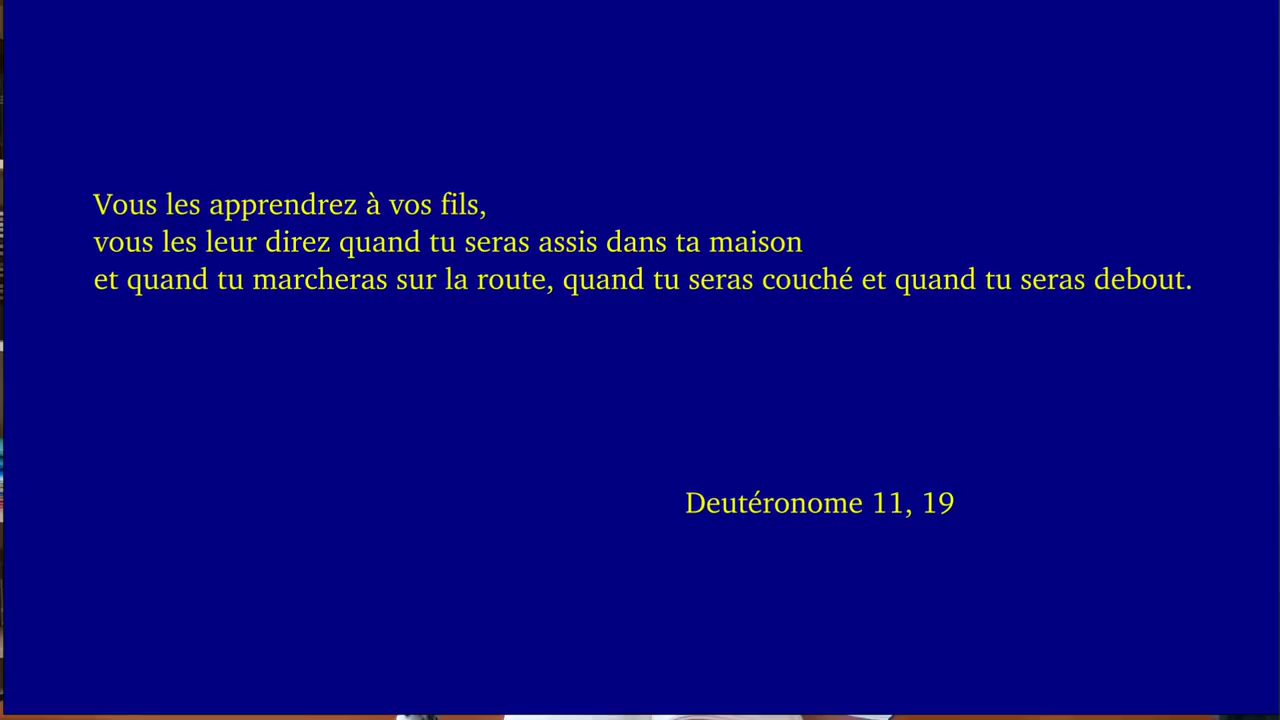 Vous les apprendrez à vos fils,
vous les leur direz quand tu seras assis dans ta maison
et quand tu marcheras sur la route, quand tu seras couché et quand tu seras debout.
Deutéronome 11, 19